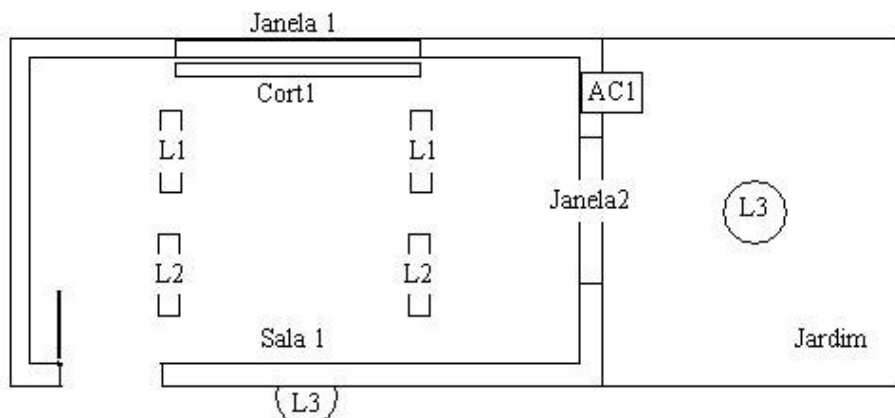 Janela 1
Cort1
AC1
L1 L1
Janela2
L3
L2 L2
Sala 1
Jardim
L3